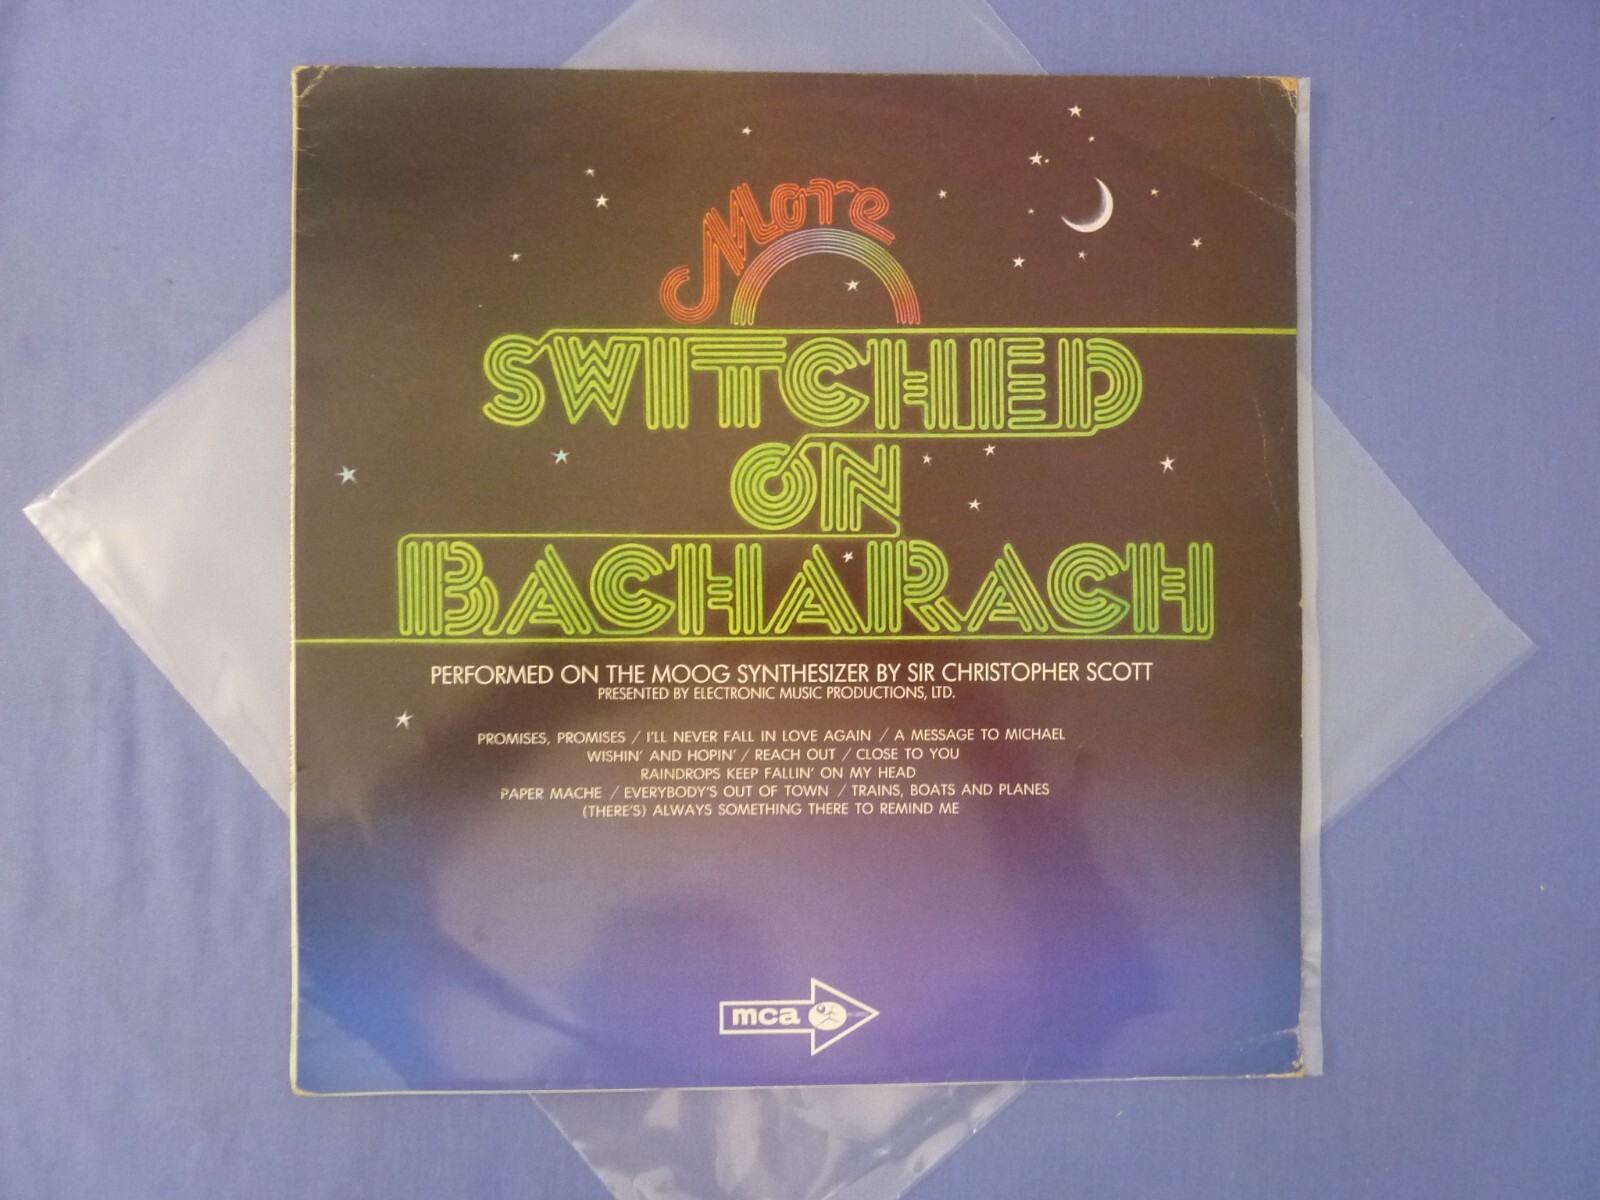 More
SWITCHED
ON
BACHARACH
PERFORMED ON THE MOOG SYNTHESIZER BY SIR CHRISTOPHER SCOTT
PRESENTED BY ELECTRONIC MUSIC PRODUCTIONS, LTD.
PROMISES, PROMISES / I'LL NEVER FALL IN LOVE AGAIN / A MESSAGE TO MICHAEL
WISHIN' AND HOPIN' / REACH OUT / CLOSE TO YOU
RAINDROPS KEEP FALLIN' ON MY HEAD
PAPER MACHE / EVERYBODY'S OUT OF TOWN / TRAINS, BOATS AND PLANES
(THERE'S) ALWAYS SOMETHING THERE TO REMIND ME
mca